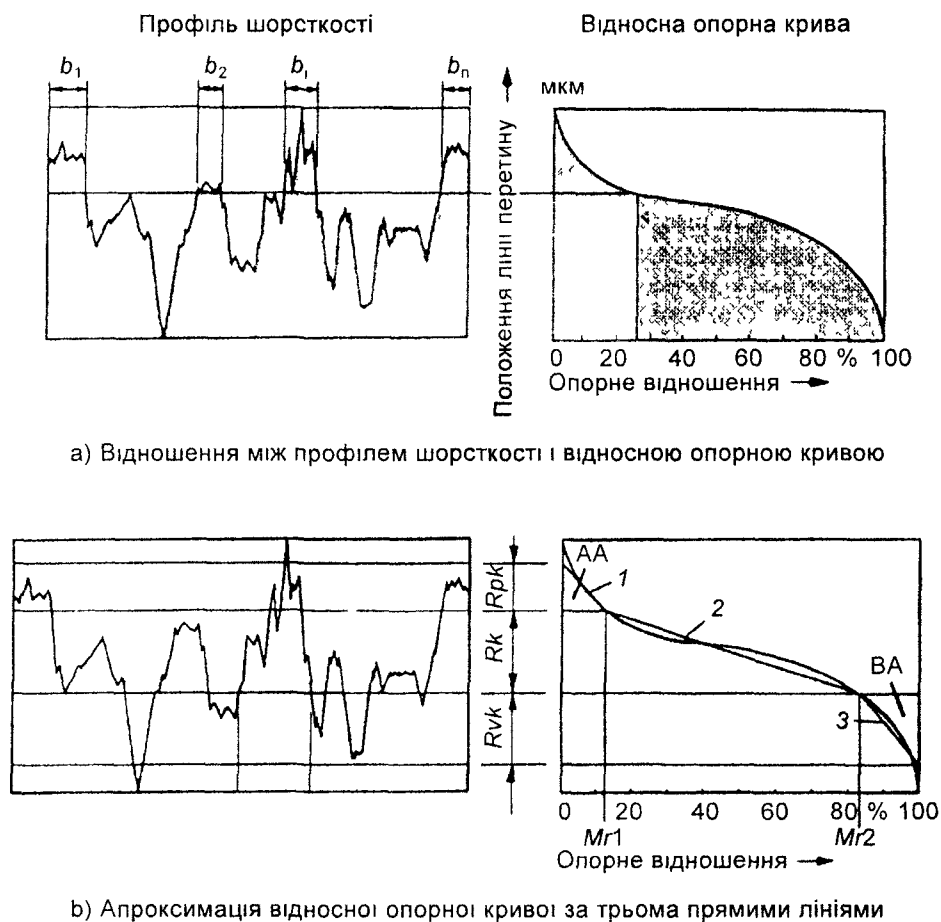 Профіль шорсткості
Відносна опорна крива
b1
b2
bі
bn
Положення лінії перетину
мкм
0 20 40 60 80 % 100
Опорне відношення
a) Відношення між профілем шорсткості і відносною опорною кривою
Rpk
Rk
Rvk
AA
1
2
BA
3
0 20 40 60 80 % 100
Mr1
Mr2
Опорне відношення
b) Апроксимація відносної опорної кривої за трьома прямими лініями